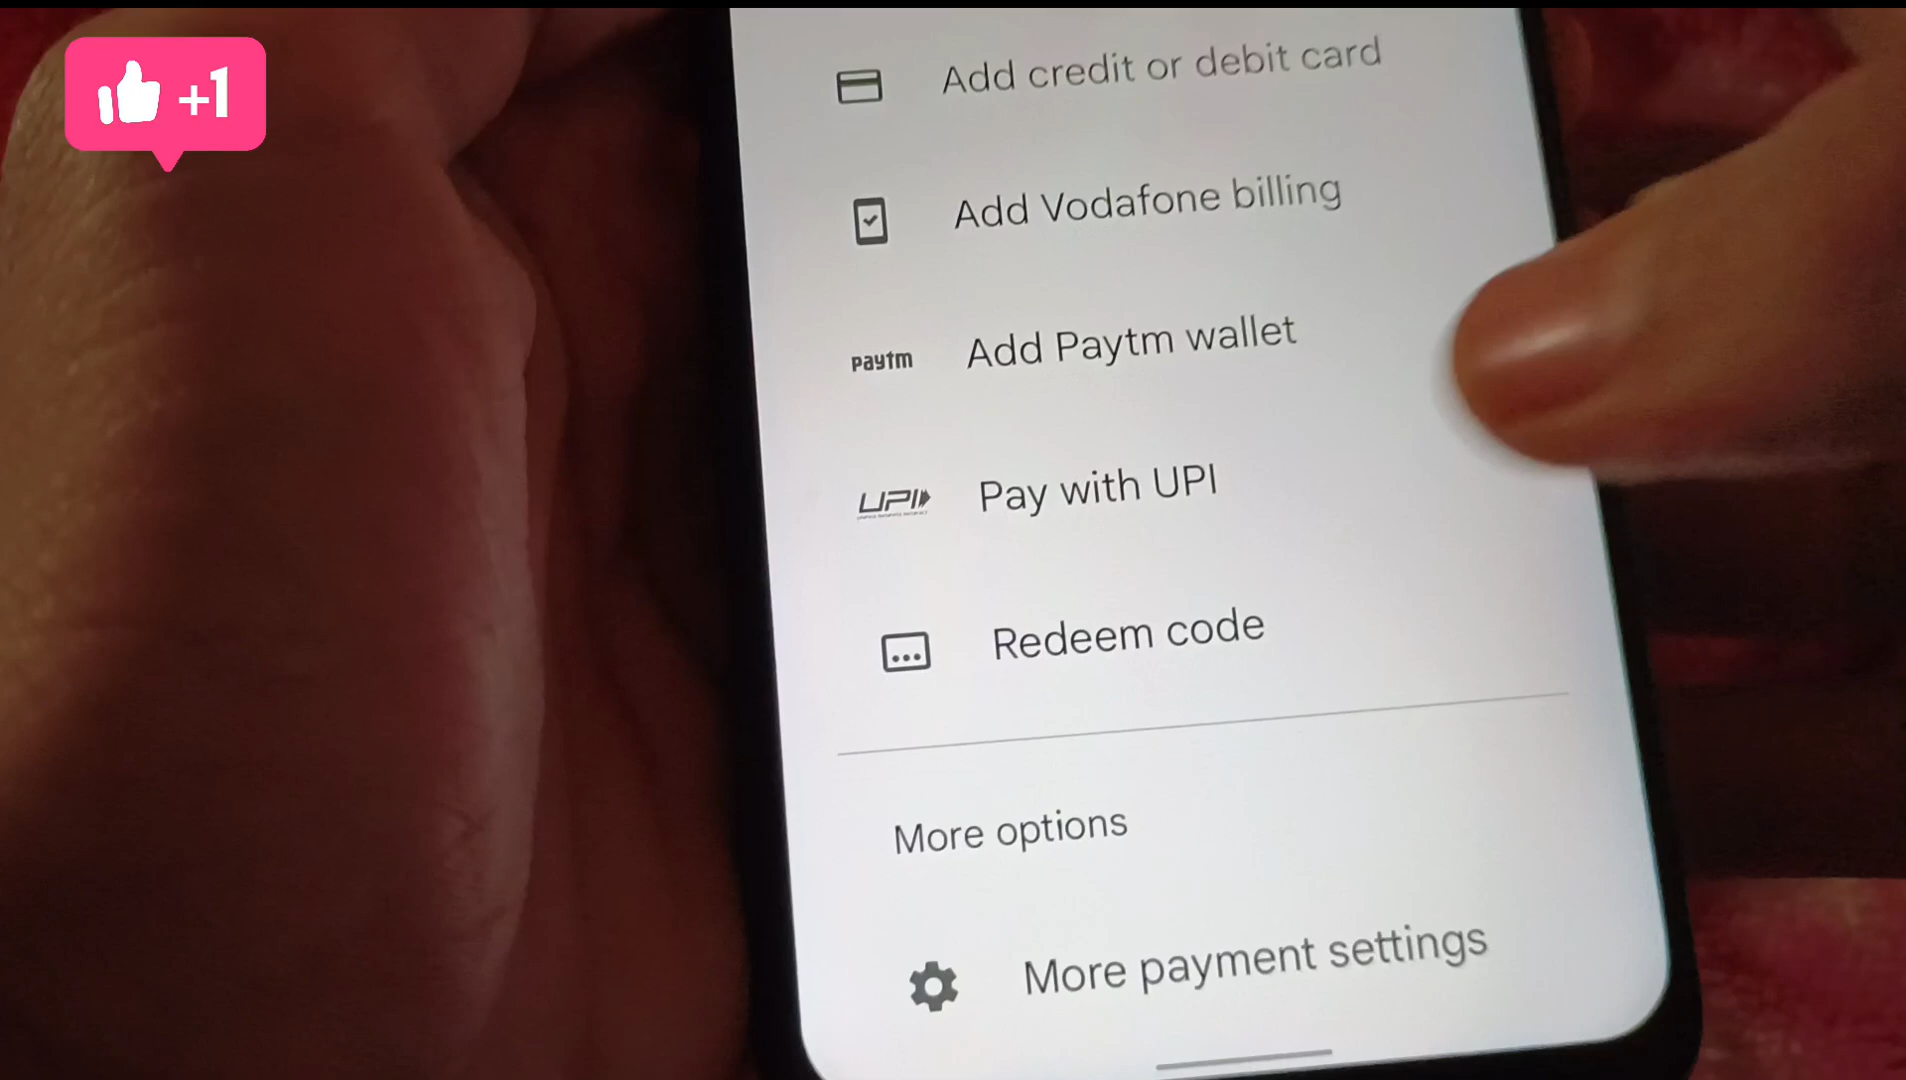 +1
Add credit or debit card
Add Vodafone billing
paytm Add Paytm wallet
UPI Pay with UPI
Redeem code
More options
More payment settings